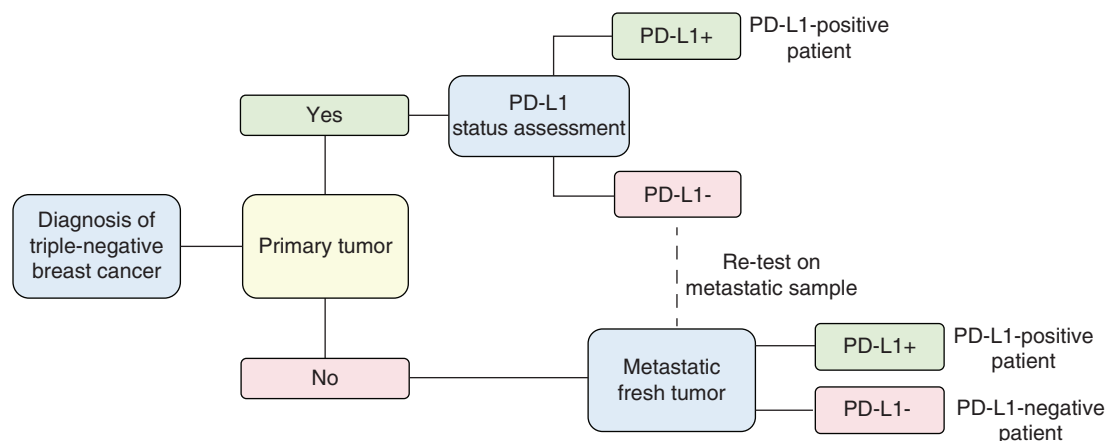 PD-L1+
PD-L1-positive
patient
Yes
PD-L1
status assessment
PD-L1-
Diagnosis of
triple-negative
breast cancer
Primary tumor
Re-test on
metastatic sample
No
Metastatic
fresh tumor
PD-L1+
PD-L1-positive
patient
PD-L1-
PD-L1-negative
patient